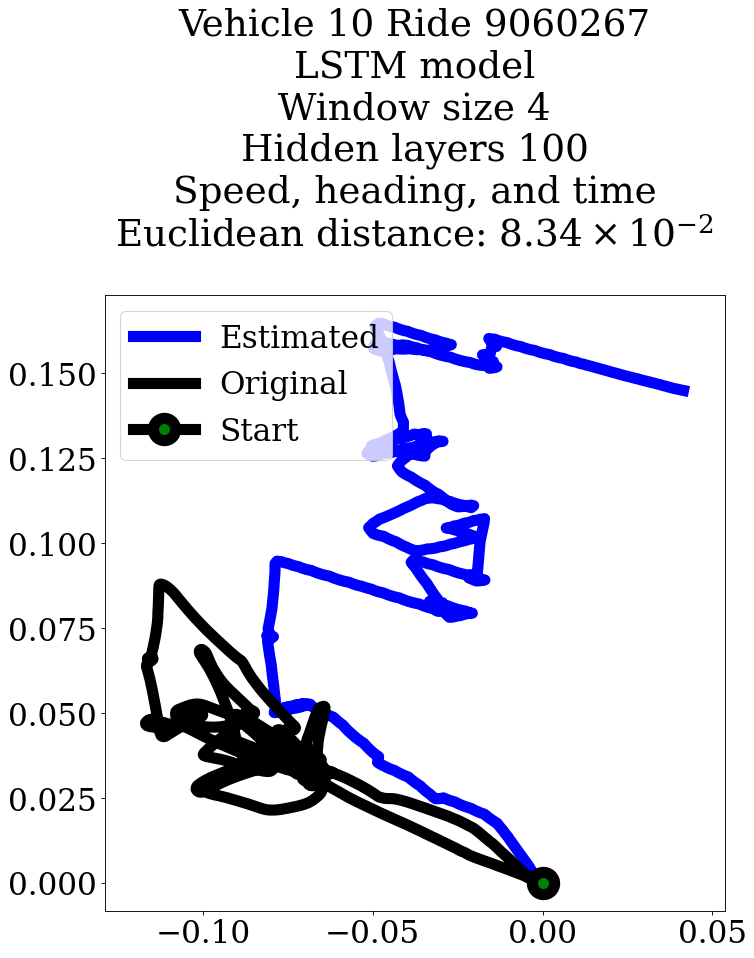 Vehicle 10 Ride 9060267
LSTM model
Window size 4
Hidden layers 100
Speed, heading, and time
Euclidean distance: 8.34 × 10⁻²
Estimated
Original
Start
0.150
0.125
0.100
0.075
0.050
0.025
0.000
−0.10 −0.05 0.00 0.05